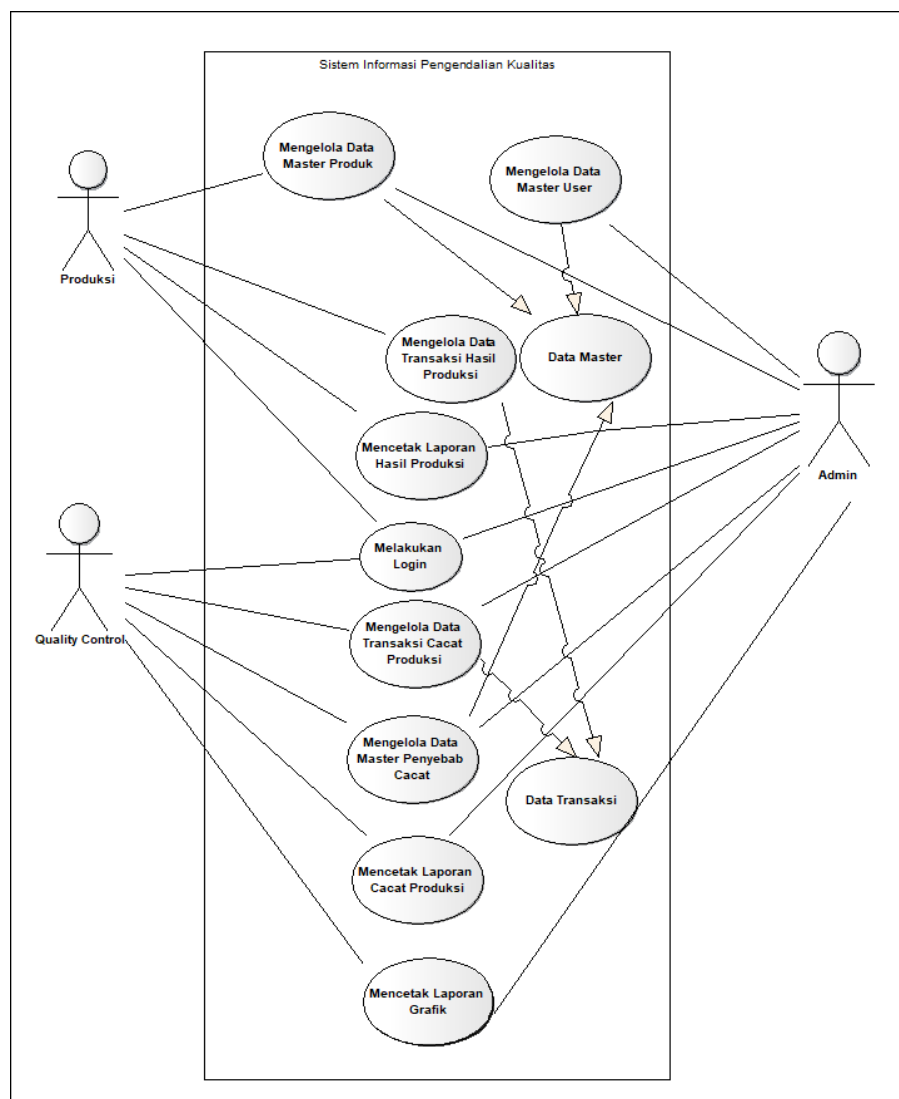 Sistem Informasi Pengendalian Kualitas
Mengelola Data
Master Produk
Mengelola Data
Master User
Produksi
Mengelola Data
Transaksi Hasil
Produksi
Data Master
Mencetak Laporan
Hasil Produksi
Admin
Melakukan
Login
Quality Control
Mengelola Data
Transaksi Cacat
Produksi
Mengelola Data
Master Penyebab
Cacat
Data Transaksi
Mencetak Laporan
Cacat Produksi
Mencetak Laporan
Grafik